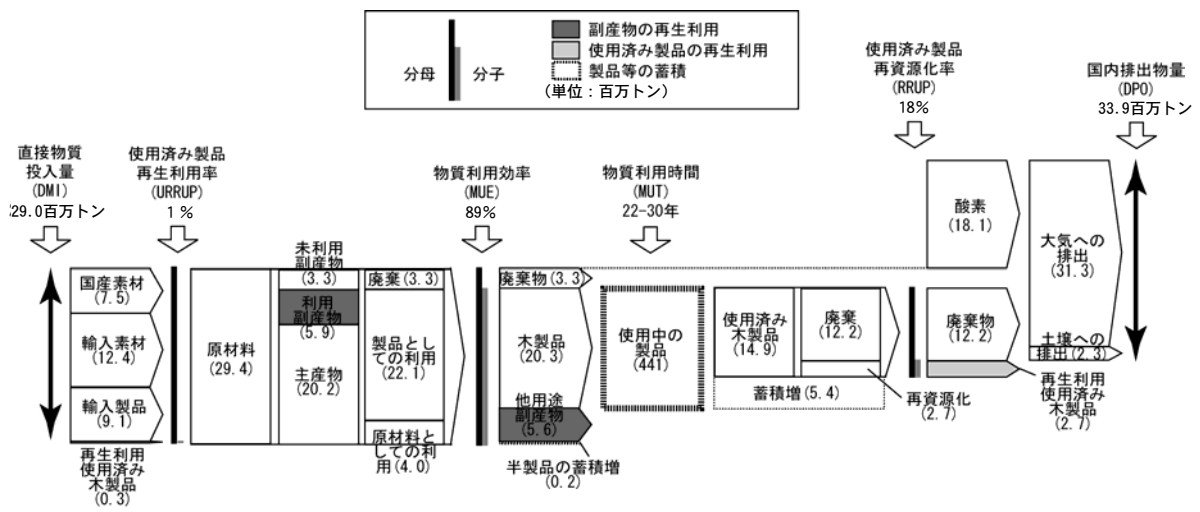 分母
分子
副産物の再生利用
使用済み製品の再生利用
製品等の蓄積
(単位：百万トン)
直接物質
投入量
(DMI)
29.0百万トン
使用済み製品
再生利用率
(URRUP)
1%
物質利用効率
(MUE)
89%
物質利用時間
(MUT)
22-30年
使用済み製品
再資源化率
(RRUP)
18%
国内排出物量
(DPO)
33.9百万トン
国産素材
(7.5)
輸入素材
(12.4)
輸入製品
(9.1)
再生利用
使用済み
木製品
(0.3)
原材料
(29.4)
未利用
副産物
(3.3)
利用
副産物
(5.9)
主産物
(20.2)
廃棄(3.3)
製品とし
ての利用
(22.1)
原材料と
しての利
用(4.0)
廃棄物(3.3)
木製品
(20.3)
他用途
副産物
(5.6)
半製品の蓄積増
(0.2)
使用中の
製品
(441)
使用済み
木製品
(14.9)
廃棄
(12.2)
蓄積増(5.4)
再資源化
(2.7)
酸素
(18.1)
廃棄物
(12.2)
再生利用
使用済み
木製品
(2.7)
大気への
排出
(31.3)
土壌への
排出(2.3)